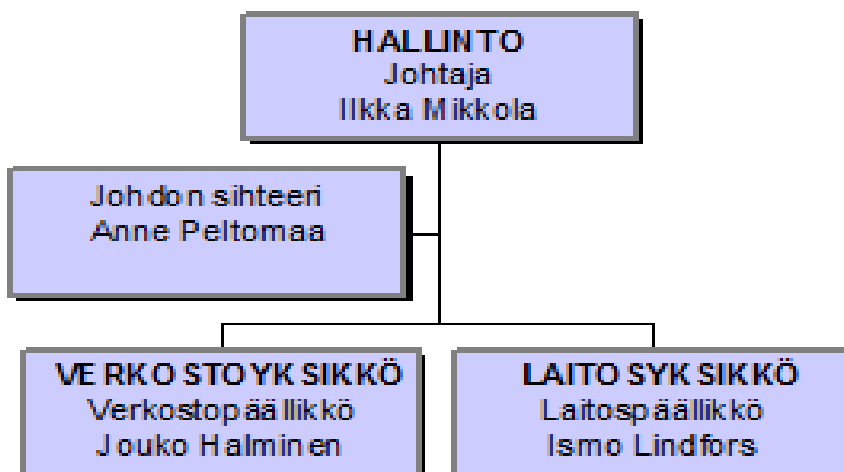 HALLINTO
Johtaja
Ilkka Mikkola
Johdon sihteeri
Anne Peltomaa
VERKOSTOYKSIKKÖ
Verkostopäällikkö
Jouko Halminen
LAITOSYKSIKKÖ
Laitospäällikkö
Ismo Lindfors